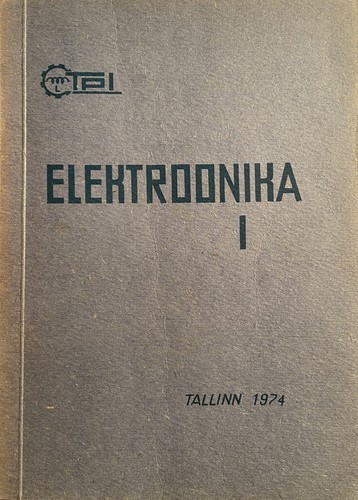 TPI
ELEKTROONIKA
I
TALLINN 1974